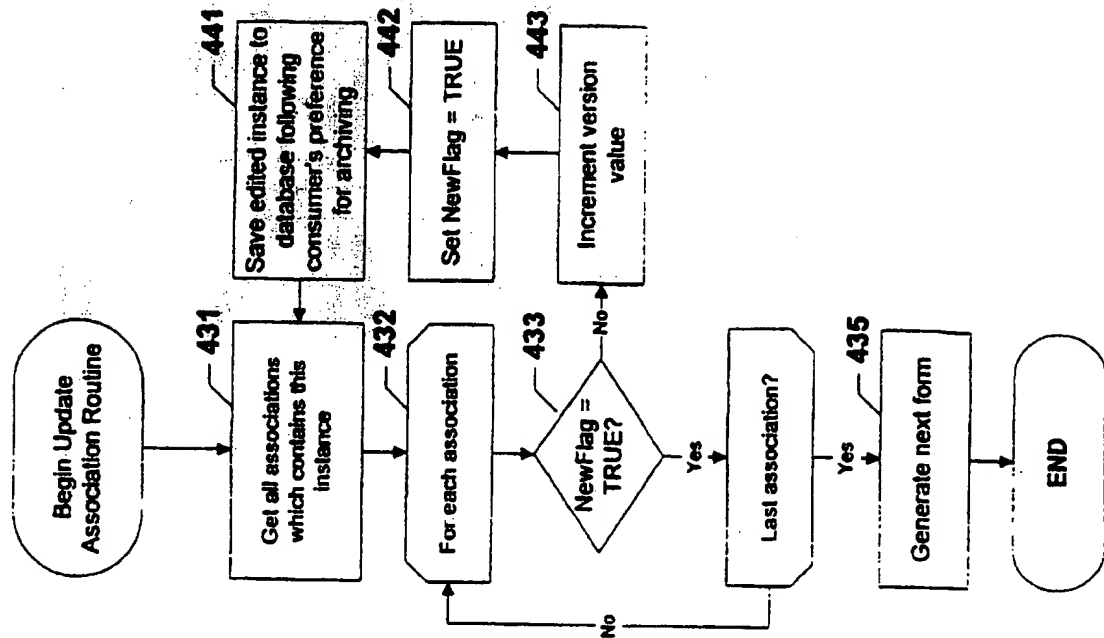 Begin Update
Association Routine
431
Get all associations
which contains this
instance
432
For each association
433
NewFlag =
TRUE?
No
Yes
Last association?
No
Yes
435
Generate next form
END
441
Save edited instance to
database following
consumer's preference
for archiving
442
Set NewFlag = TRUE
443
Increment version
value